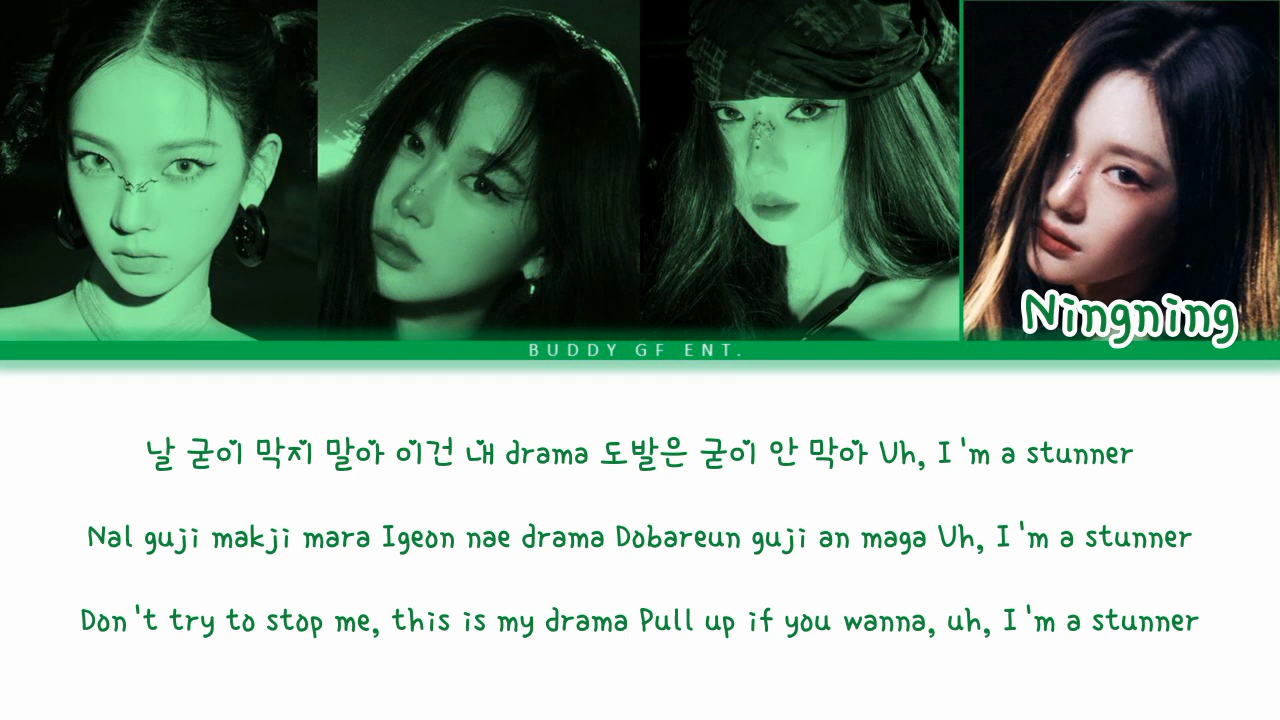 Ningning
BUDDY GF ENT.
날 굳이 막지 말아 이건 내 drama 도발은 굳이 안 막아 Uh, I'm a stunner
Nal guji makji mara Igeon nae drama Dobareun guji an maga Uh, I'm a stunner
Don't try to stop me, this is my drama Pull up if you wanna, uh, I'm a stunner